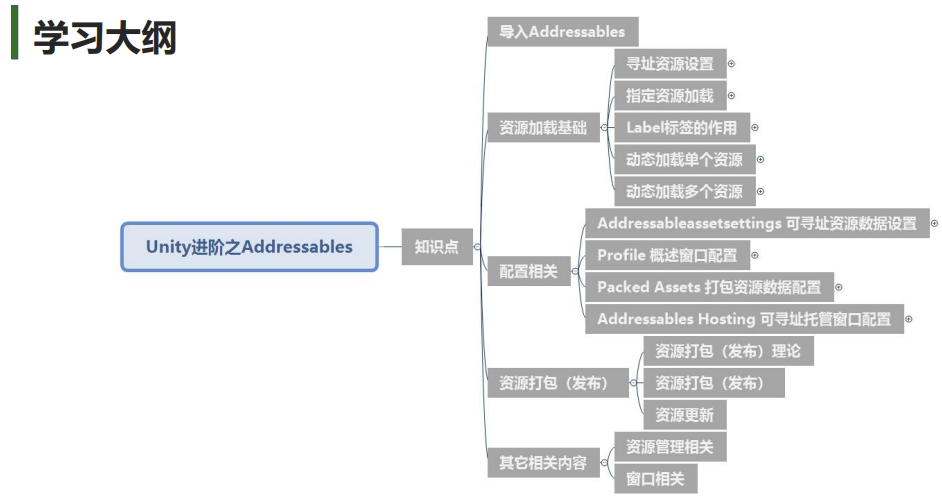 学习大纲
Unity进阶之Addressables
知识点
导入Addressables
资源加载基础
寻址资源设置
指定资源加载
Label标签的作用
动态加载单个资源
动态加载多个资源
配置相关
Addressableassetsettings 可寻址资源数据设置
Profile 概述窗口配置
Packed Assets 打包资源数据配置
Addressables Hosting 可寻址托管窗口配置
资源打包（发布）
资源打包（发布）理论
资源打包（发布）
资源更新
其它相关内容
资源管理相关
窗口相关